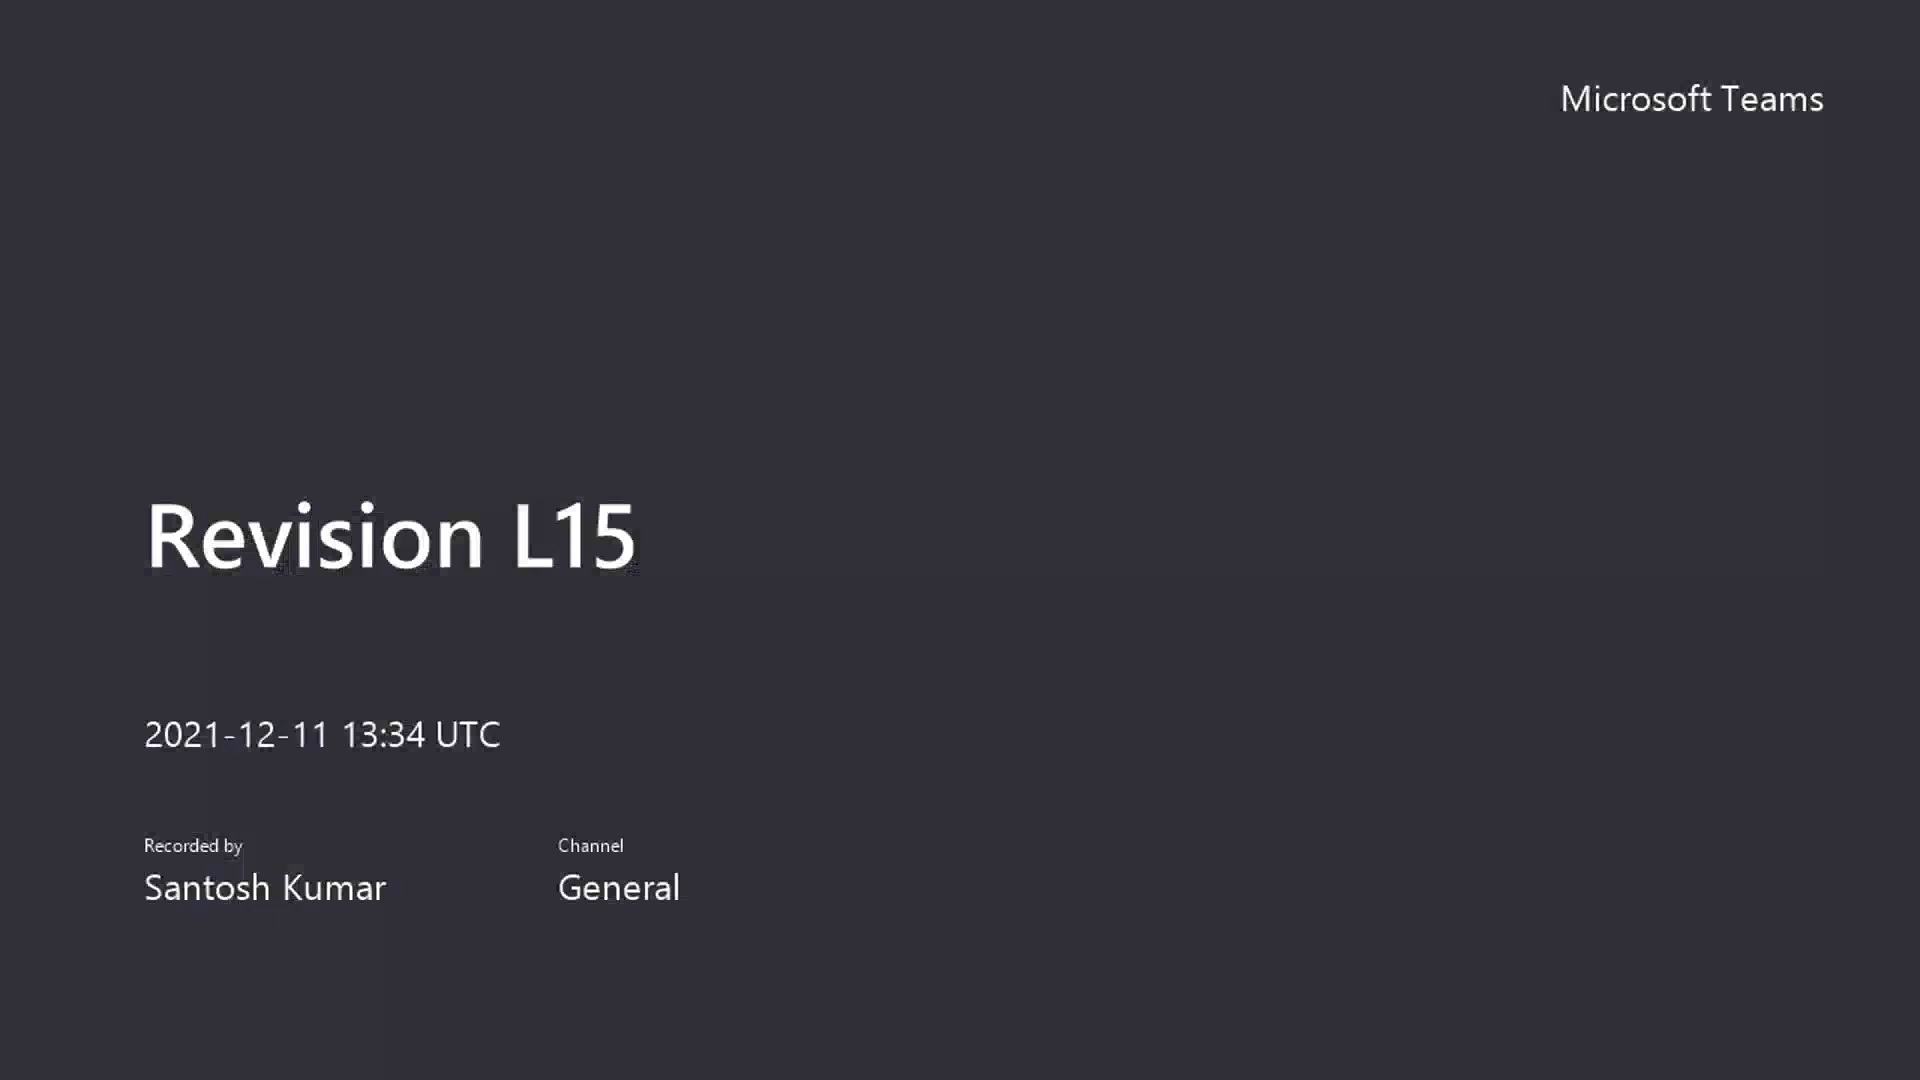 Microsoft Teams
Revision L15
2021-12-11 13:34 UTC
Recorded by
Santosh Kumar
Channel
General